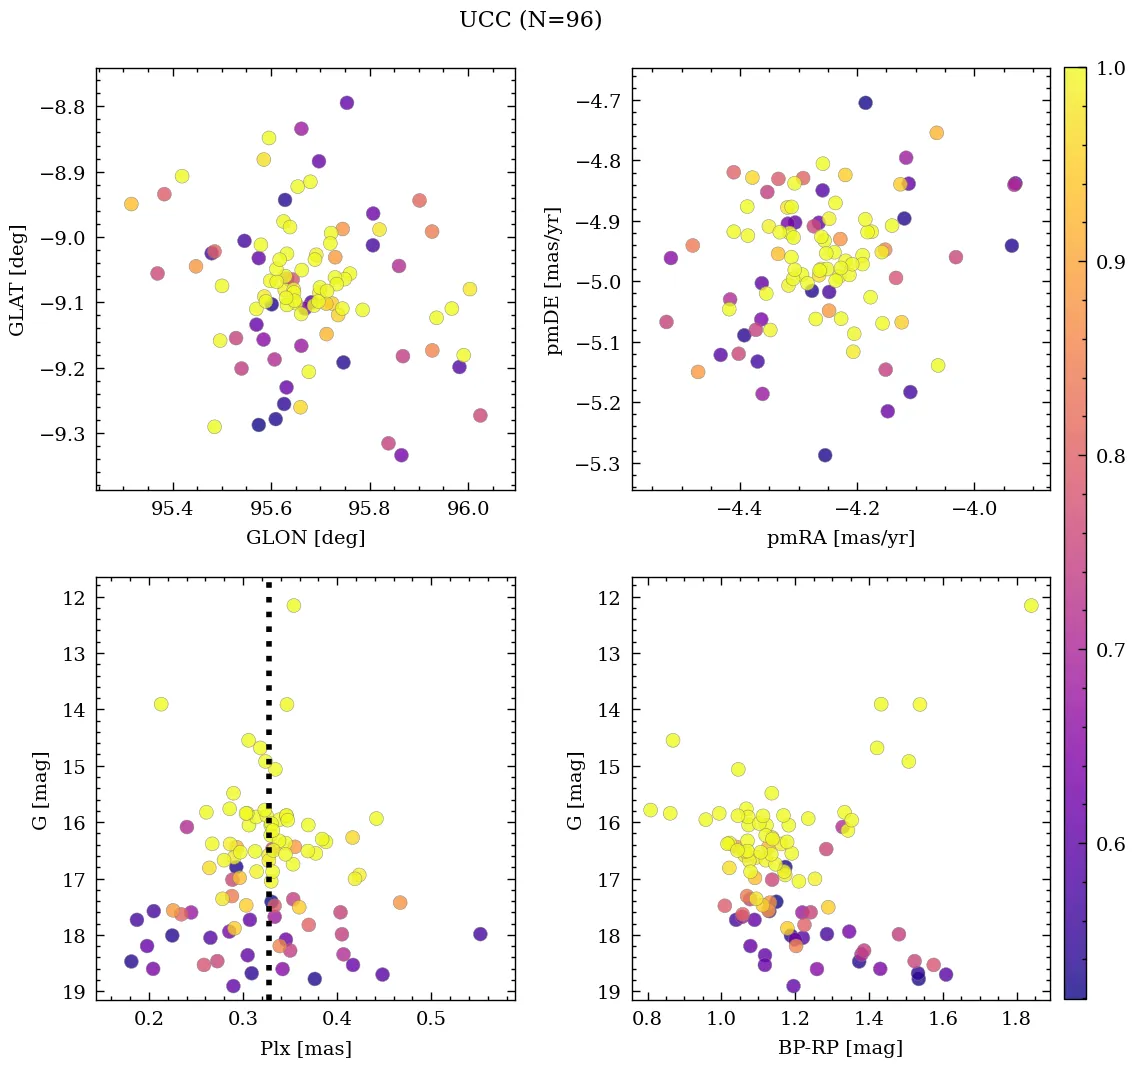 UCC (N=96)
−8.8
−8.9
−9.0
−9.1
−9.2
−9.3
GLAT [deg]
95.4 95.6 95.8 96.0
GLON [deg]
−4.7
−4.8
−4.9
−5.0
−5.1
−5.2
−5.3
pmDE [mas/yr]
−4.4 −4.2 −4.0
pmRA [mas/yr]
12
13
14
15
16
17
18
19
G [mag]
0.2 0.3 0.4 0.5
Plx [mas]
12
13
14
15
16
17
18
19
G [mag]
0.8 1.0 1.2 1.4 1.6 1.8
BP-RP [mag]
1.0
0.9
0.8
0.7
0.6